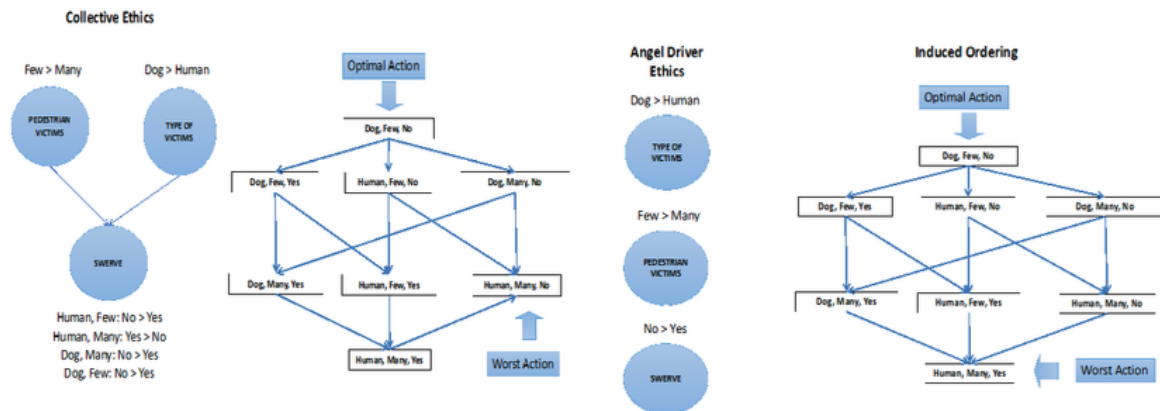 Collective Ethics
Few > Many
Dog > Human
PEDESTRIAN
VICTIMS
TYPE OF
VICTIMS
SWERVE
Human, Few: No > Yes
Human, Many: Yes > No
Dog, Many: No > Yes
Dog, Few: No > Yes
Optimal Action
Dog, Few, No
Dog, Few, Yes
Human, Few, No
Dog, Many, No
Dog, Many, Yes
Human, Few, Yes
Human, Many, No
Human, Many, Yes
Worst Action
Angel Driver
Ethics
Dog > Human
TYPE OF
VICTIMS
Few > Many
PEDESTRIAN
VICTIMS
No > Yes
SWERVE
Induced Ordering
Optimal Action
Dog, Few, No
Dog, Few, Yes
Human, Few, No
Dog, Many, No
Dog, Many, Yes
Human, Few, Yes
Human, Many, No
Human, Many, Yes
Worst Action